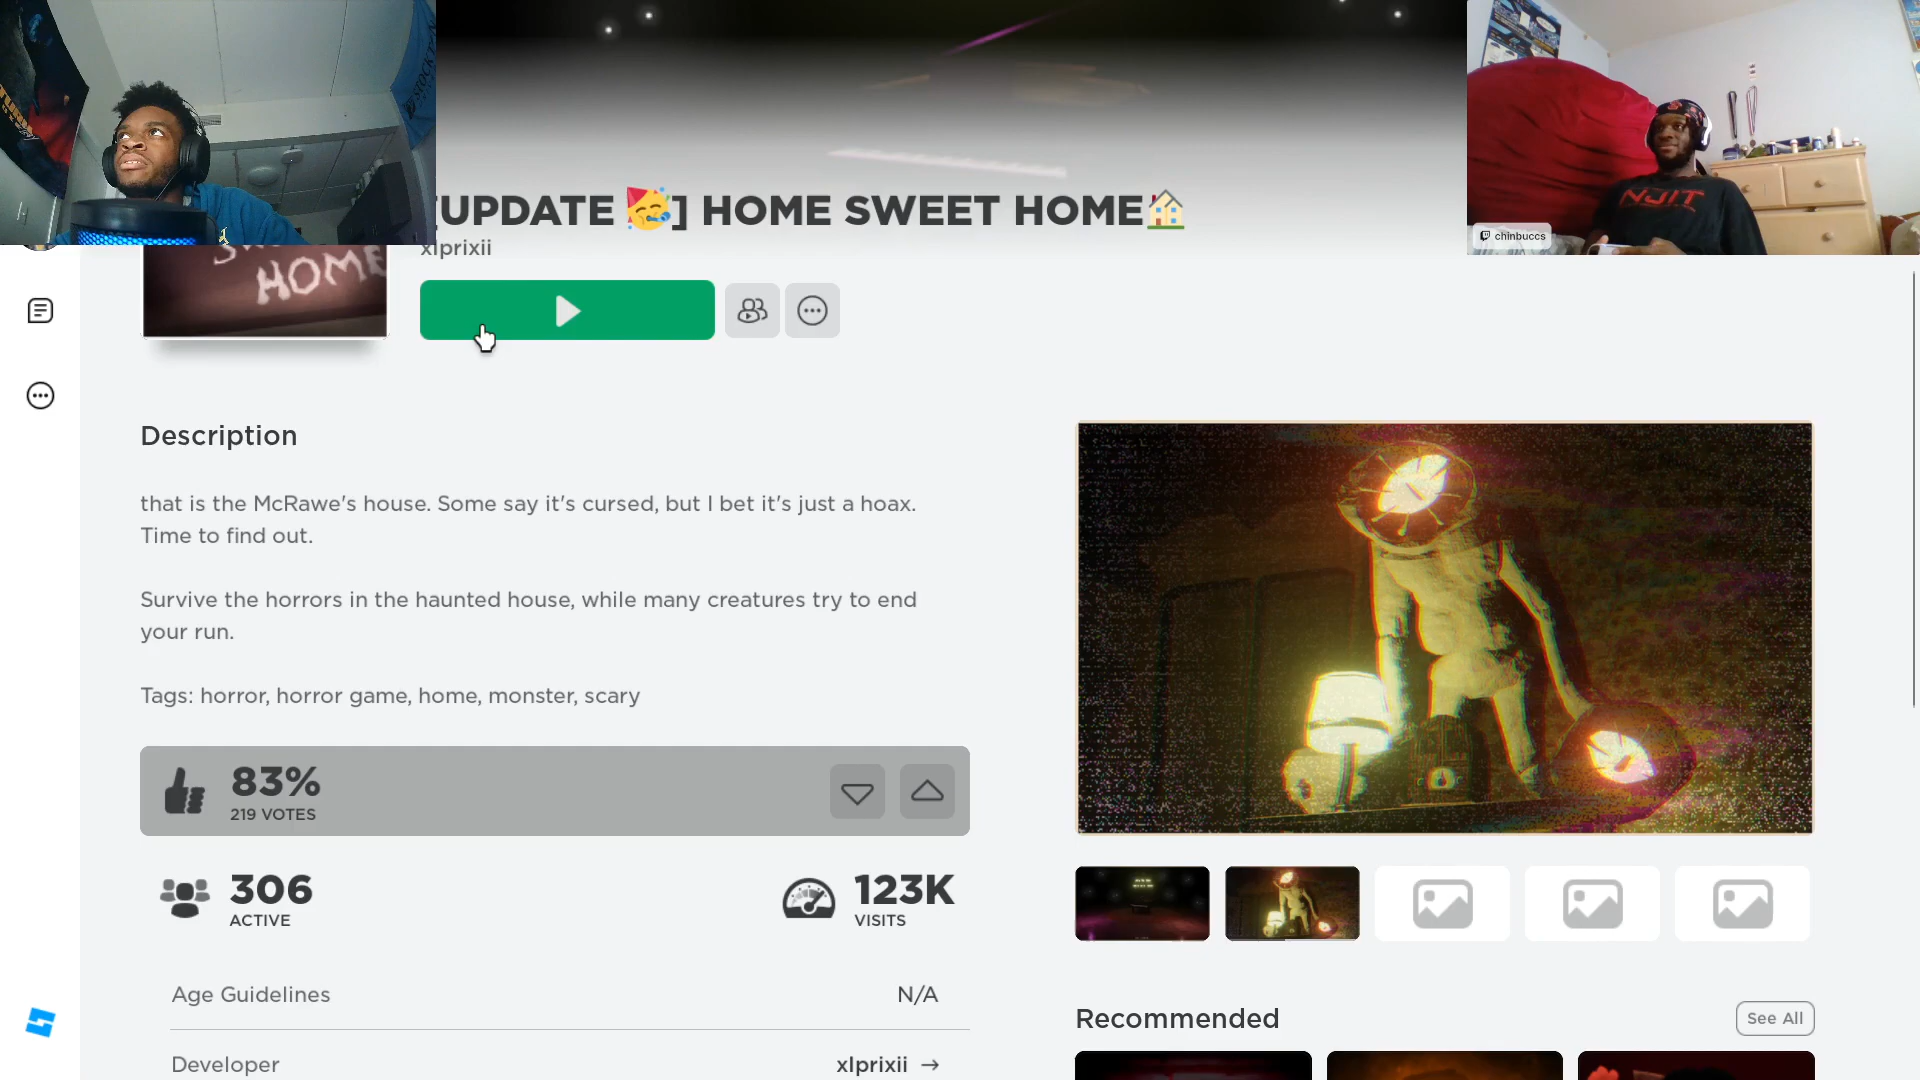 [UPDATE 🥳] HOME SWEET HOME🏡
xlprixii
HOME
NJIT
chinbuccs
Description
that is the McRawe's house. Some say it's cursed, but I bet it's just a hoax.
Time to find out.
Survive the horrors in the haunted house, while many creatures try to end
your run.
Tags: horror, horror game, home, monster, scary
83%
219 VOTES
306
ACTIVE
123K
VISITS
Age Guidelines
N/A
Developer
xlprixii →
Recommended
See All